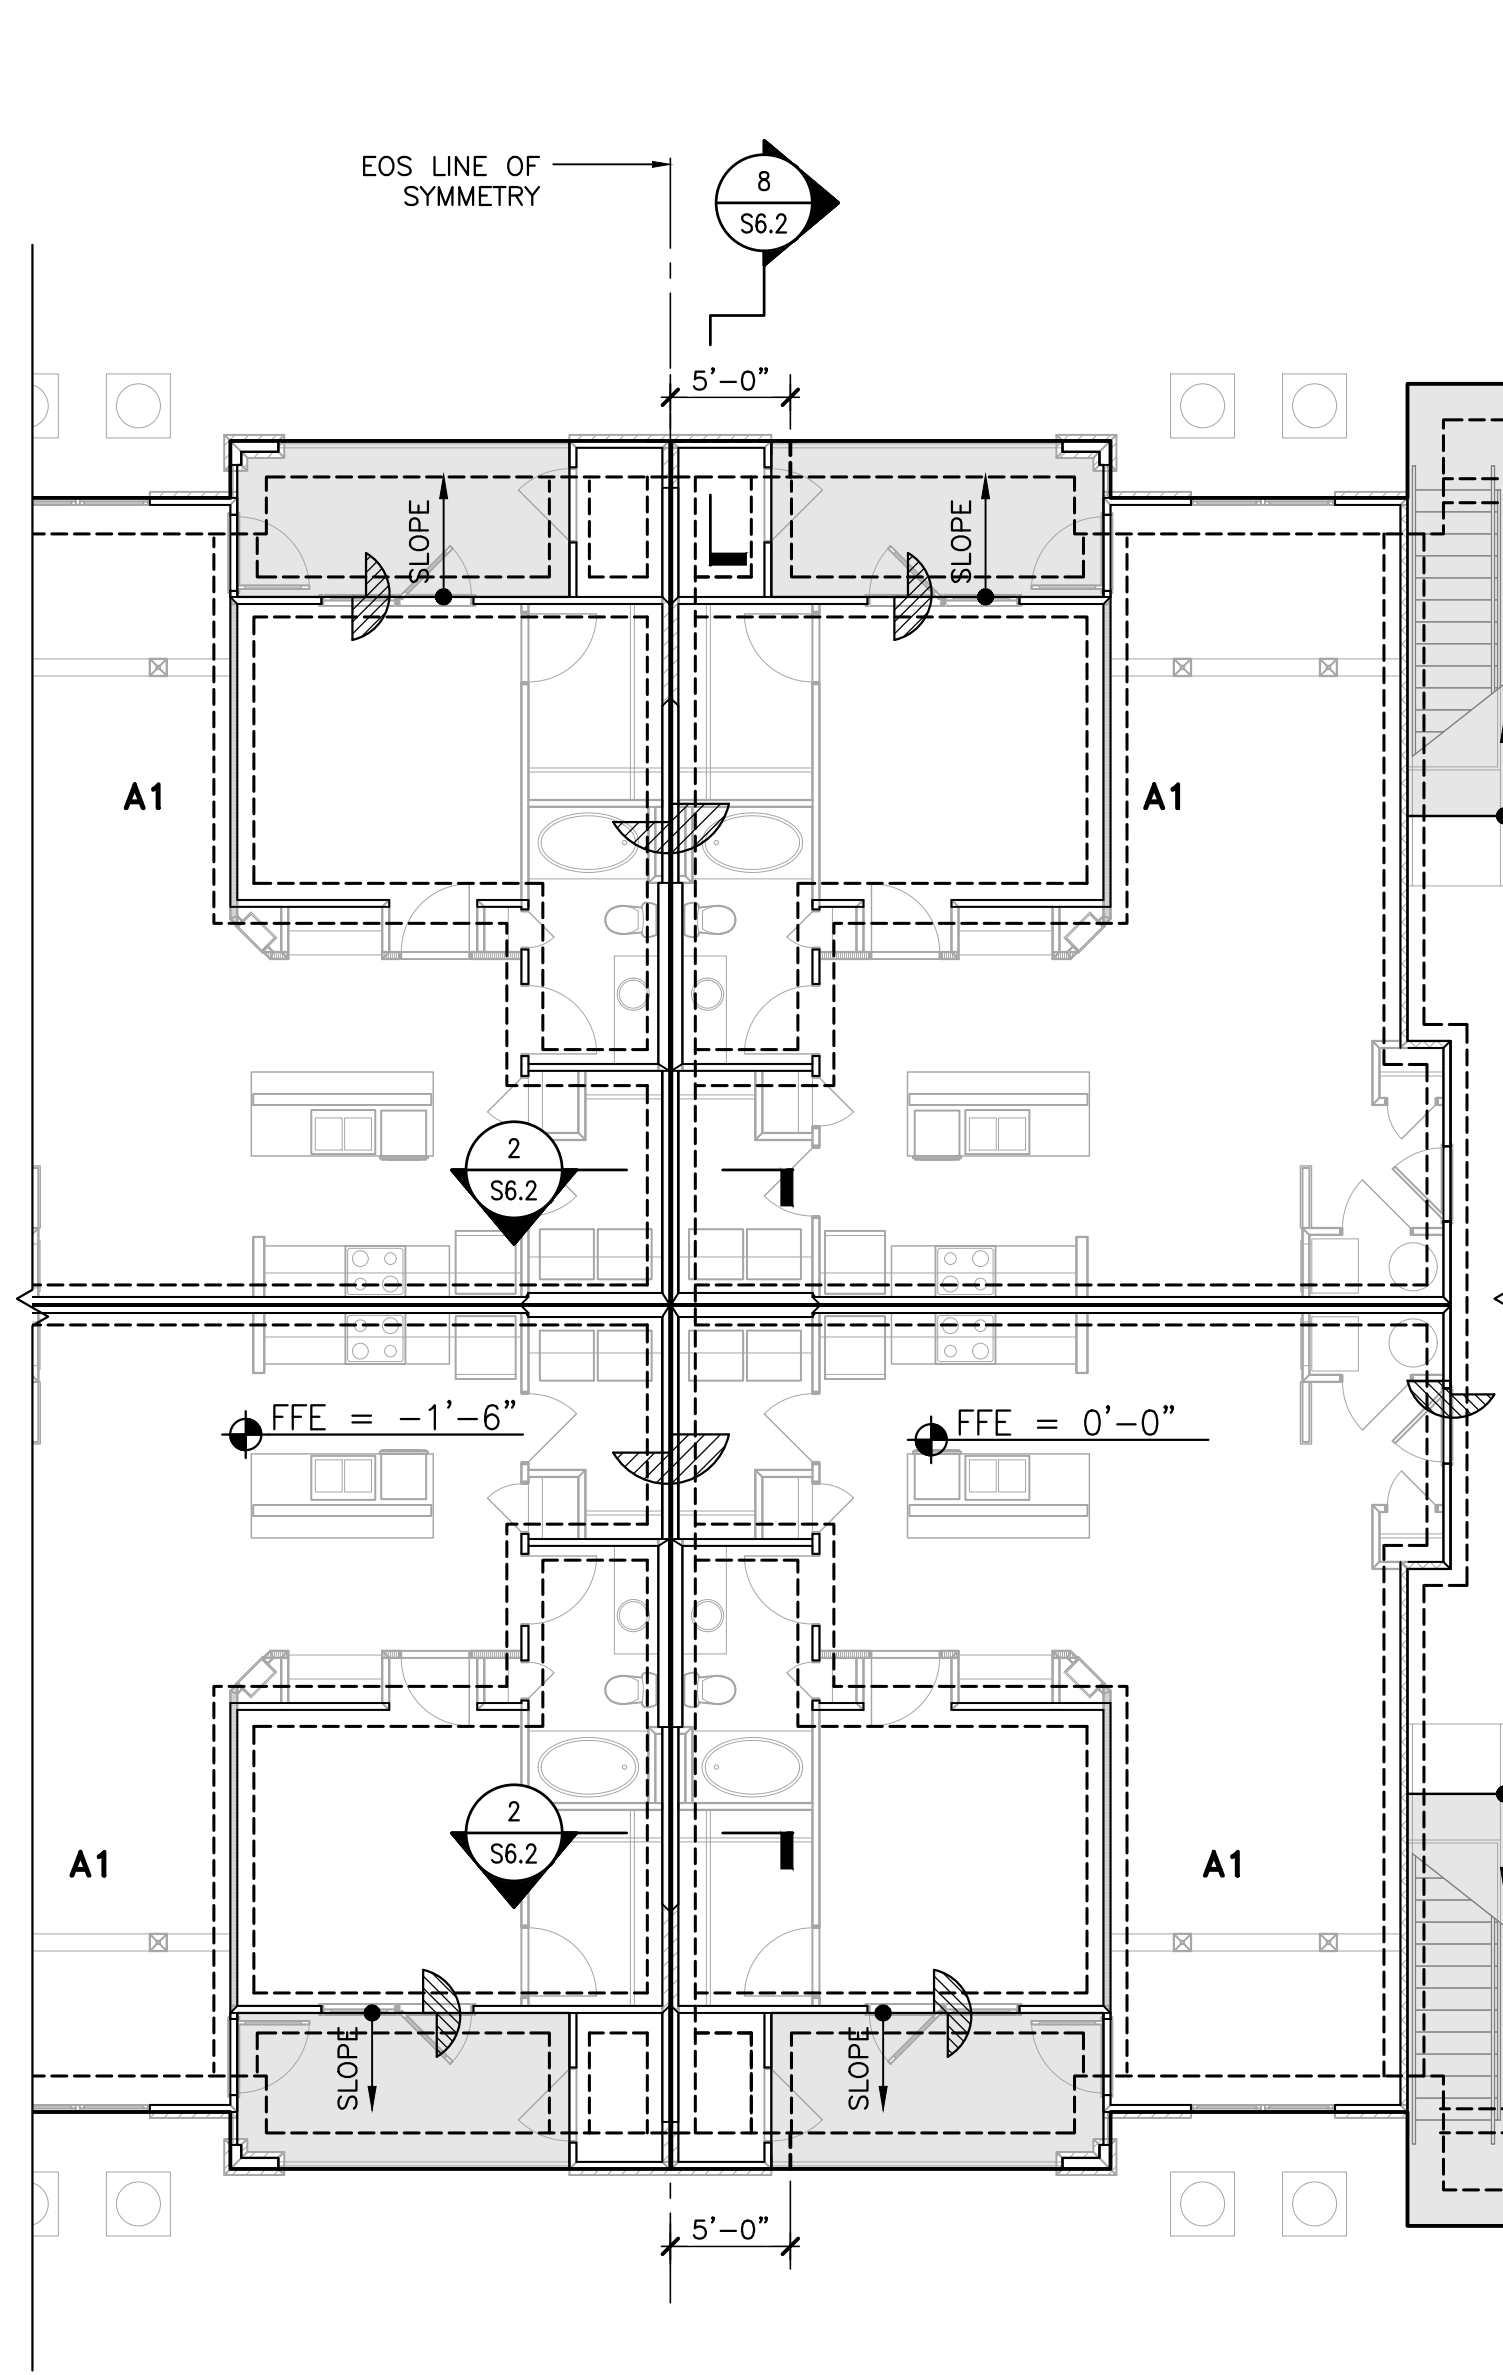 EOS LINE OF
SYMMETRY
8
S6.2
5'-0"
SLOPE
SLOPE
A1
A1
2
S6.2
FFE = -1'-6"
FFE = 0'-0"
2
S6.2
A1
A1
SLOPE
SLOPE
5'-0"